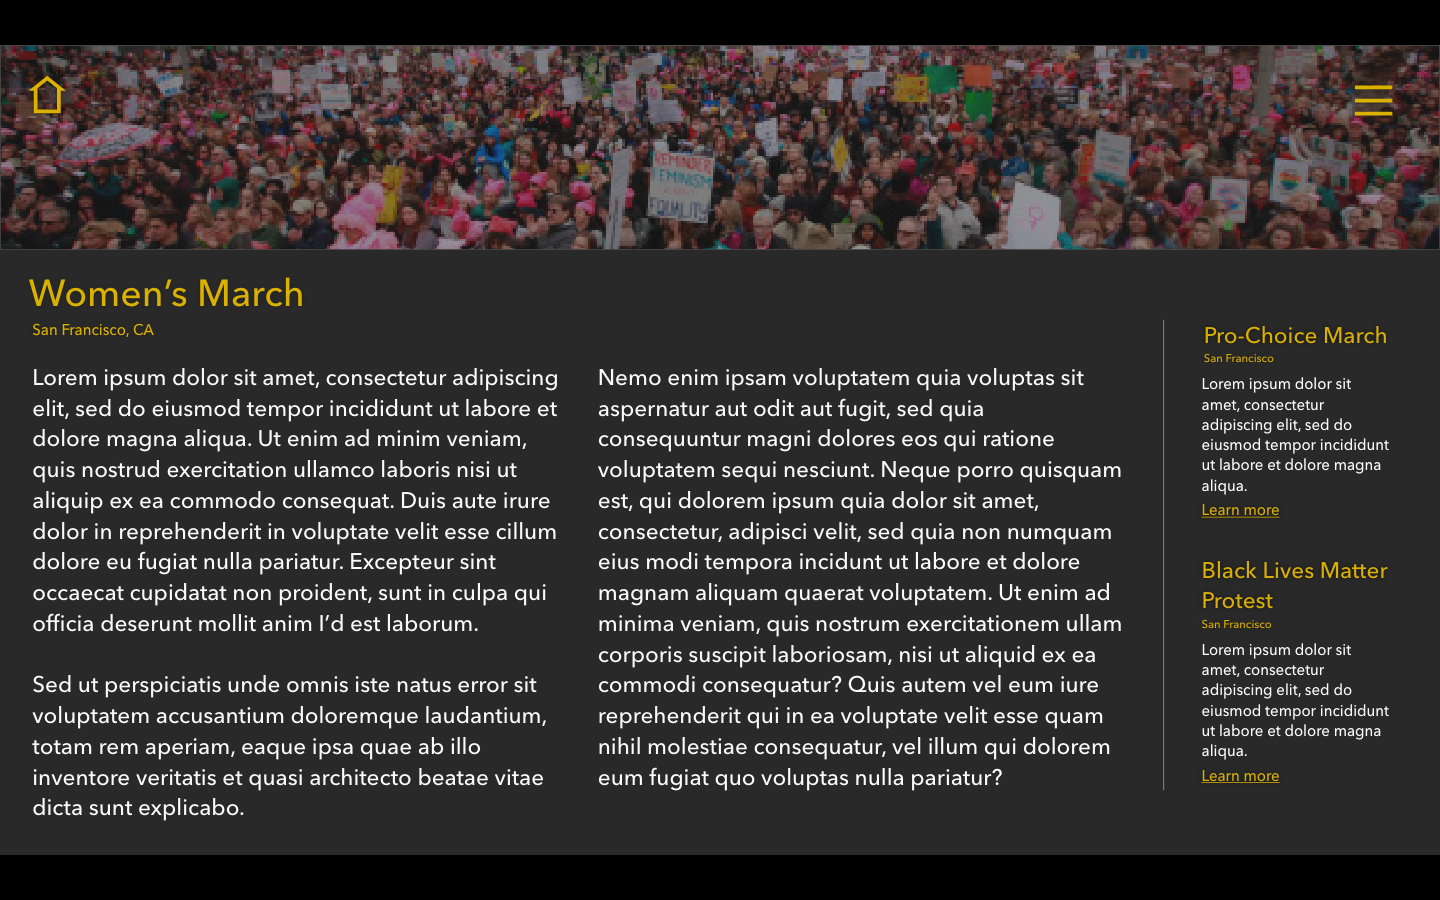 REMINDER
FEMINISM
EQUALITY
Women’s March
San Francisco, CA
Lorem ipsum dolor sit amet, consectetur adipiscing
elit, sed do eiusmod tempor incididunt ut labore et
dolore magna aliqua. Ut enim ad minim veniam,
quis nostrud exercitation ullamco laboris nisi ut
aliquip ex ea commodo consequat. Duis aute irure
dolor in reprehenderit in voluptate velit esse cillum
dolore eu fugiat nulla pariatur. Excepteur sint
occaecat cupidatat non proident, sunt in culpa qui
officia deserunt mollit anim I’d est laborum.
Sed ut perspiciatis unde omnis iste natus error sit
voluptatem accusantium doloremque laudantium,
totam rem aperiam, eaque ipsa quae ab illo
inventore veritatis et quasi architecto beatae vitae
dicta sunt explicabo.
Nemo enim ipsam voluptatem quia voluptas sit
aspernatur aut odit aut fugit, sed quia
consequuntur magni dolores eos qui ratione
voluptatem sequi nesciunt. Neque porro quisquam
est, qui dolorem ipsum quia dolor sit amet,
consectetur, adipisci velit, sed quia non numquam
eius modi tempora incidunt ut labore et dolore
magnam aliquam quaerat voluptatem. Ut enim ad
minima veniam, quis nostrum exercitationem ullam
corporis suscipit laboriosam, nisi ut aliquid ex ea
commodi consequatur? Quis autem vel eum iure
reprehenderit qui in ea voluptate velit esse quam
nihil molestiae consequatur, vel illum qui dolorem
eum fugiat quo voluptas nulla pariatur?
Pro-Choice March
San Francisco
Lorem ipsum dolor sit
amet, consectetur
adipiscing elit, sed do
eiusmod tempor incididunt
ut labore et dolore magna
aliqua.
Learn more
Black Lives Matter
Protest
San Francisco
Lorem ipsum dolor sit
amet, consectetur
adipiscing elit, sed do
eiusmod tempor incididunt
ut labore et dolore magna
aliqua.
Learn more